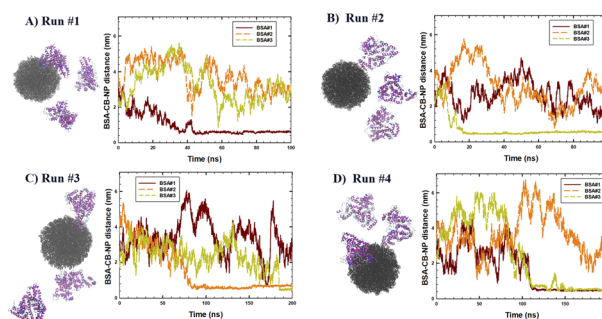 A) Run #1
BSA-CB-NP distance (nm)
6
4
2
0
BSA#1
BSA#2
BSA#3
0 20 40 60 80 100
Time (ns)
B) Run #2
BSA-CB-NP distance (nm)
6
4
2
0
BSA#1
BSA#2
BSA#3
0 20 40 60 80
Time (ns)
C) Run #3
BSA-CB-NP distance (nm)
6
4
2
0
BSA#1
BSA#2
BSA#3
0 50 100 150 200
Time (ns)
D) Run #4
BSA-CB-NP distance (nm)
6
4
2
0
BSA#1
BSA#2
BSA#3
0 50 100 150
Time (ns)